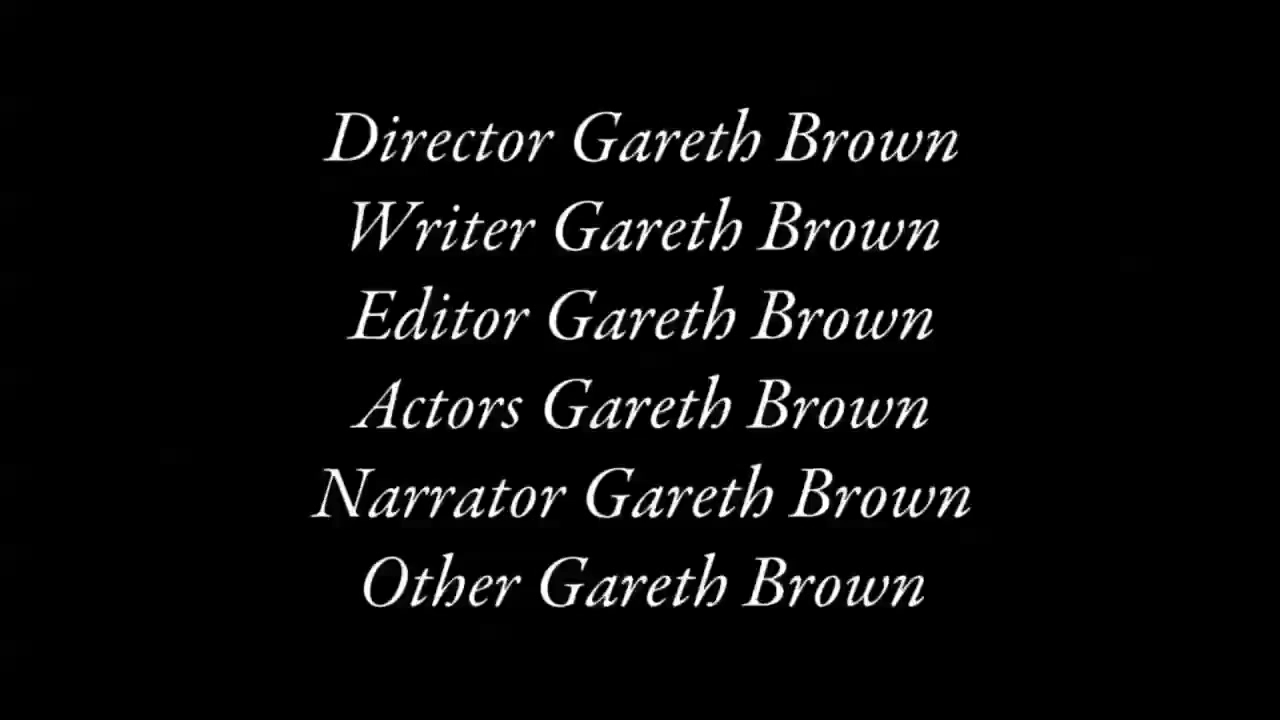 Director Gareth Brown
Writer Gareth Brown
Editor Gareth Brown
Actors Gareth Brown
Narrator Gareth Brown
Other Gareth Brown